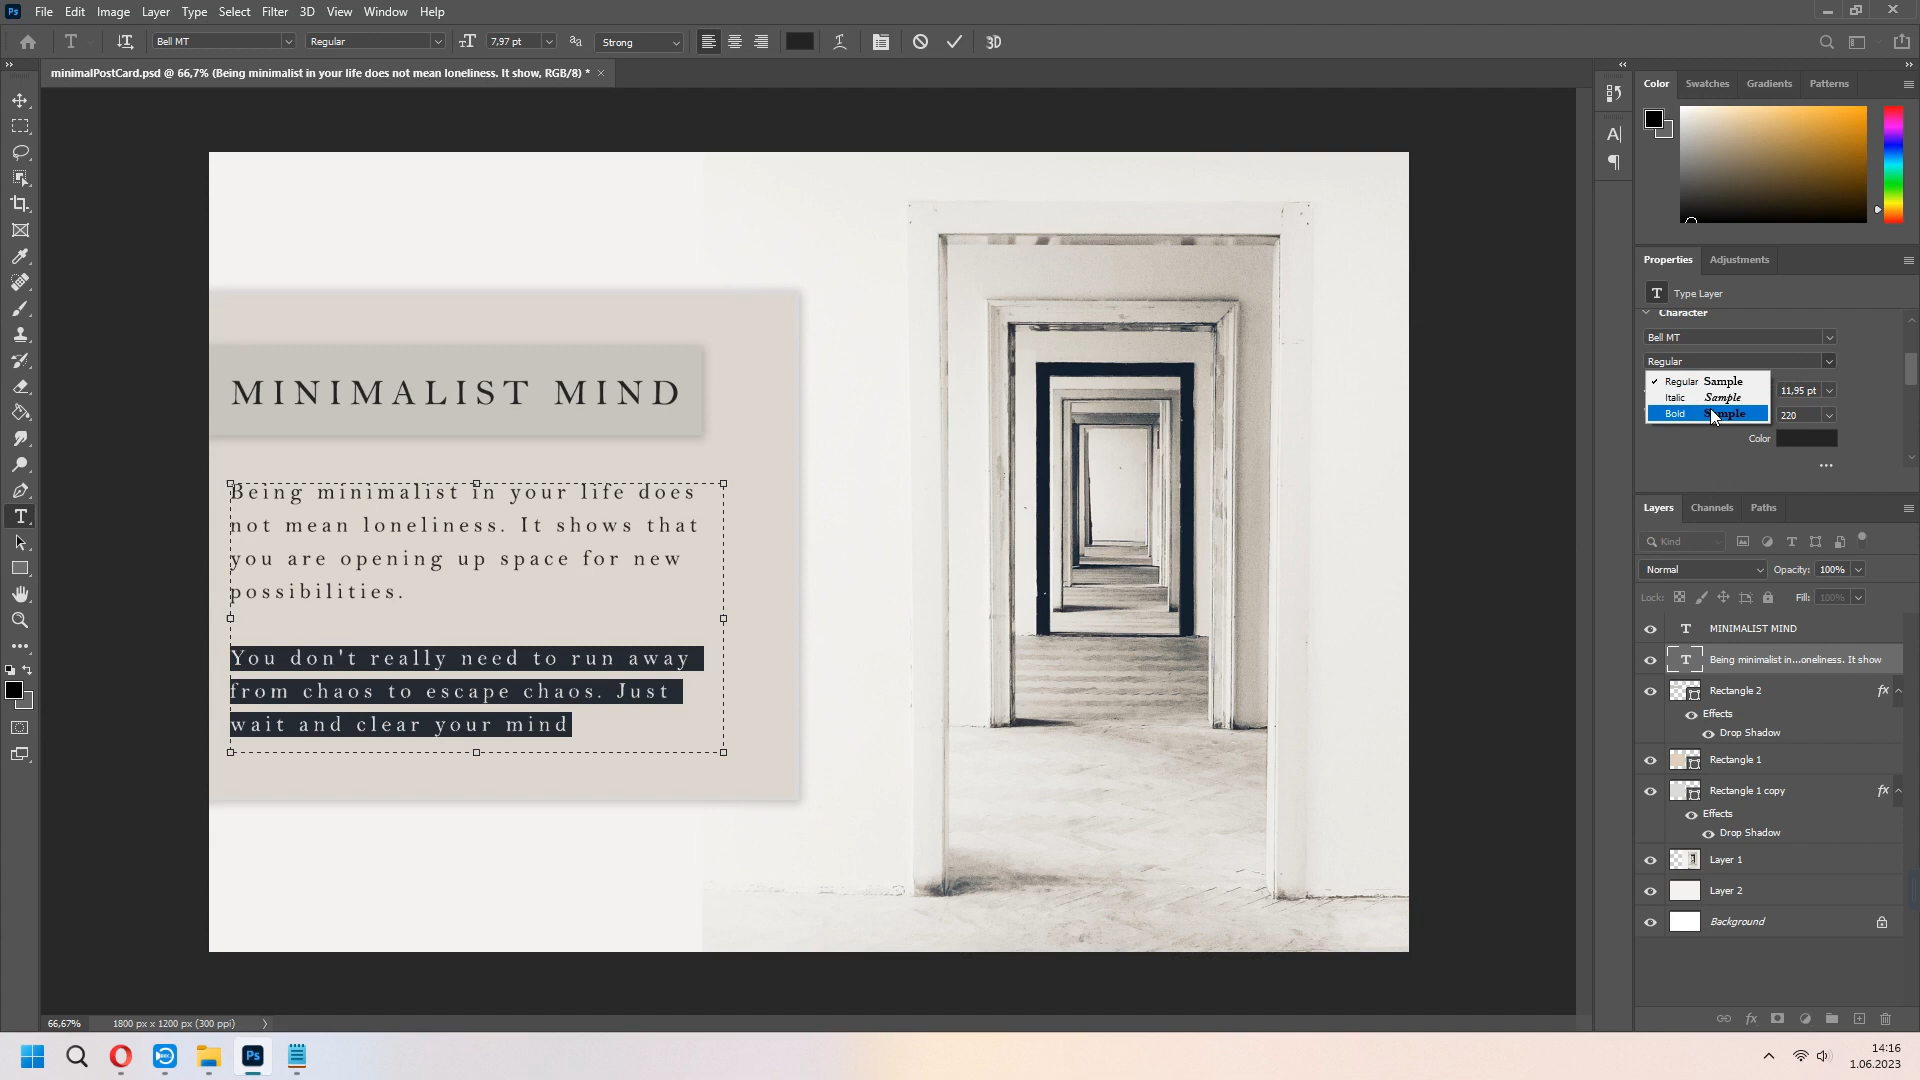 Ps File Edit Image Layer Type Select Filter 3D View Window Help
Bell MT Regular 7,97 pt aa Strong 3D
minimalPostCard.psd @ 66,7% (Being minimalist in your life does not mean loneliness. It show, RGB/8) * ×
Color Swatches Gradients Patterns
Properties Adjustments
T Type Layer
Character
Bell MT
Regular
Regular Sample 11,95 pt
Italic Sample
Bold Sample 220
Color
MINIMALIST MIND
Being minimalist in your life does
not mean loneliness. It shows that
you are opening up space for new
possibilities.
You don't really need to run away
from chaos to escape chaos. Just
wait and clear your mind
Layers Channels Paths
Kind
Normal Opacity: 100%
Lock: Fill: 100%
T MINIMALIST MIND
T Being minimalist in...oneliness. It show
Rectangle 2 fx
Effects
Drop Shadow
Rectangle 1
Rectangle 1 copy fx
Effects
Drop Shadow
Layer 1
Layer 2
Background
66,67% 1800 px x 1200 px (300 ppi)
fx
Ps
14:16
1.06.2023